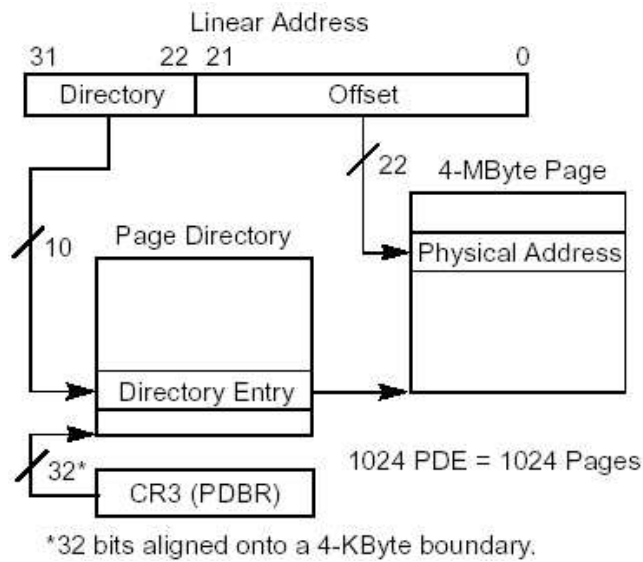 Linear Address
31 22 21 0
Directory Offset
22
4-MByte Page
10
Page Directory
Physical Address
Directory Entry
32*
CR3 (PDBR)
1024 PDE = 1024 Pages
*32 bits aligned onto a 4-KByte boundary.